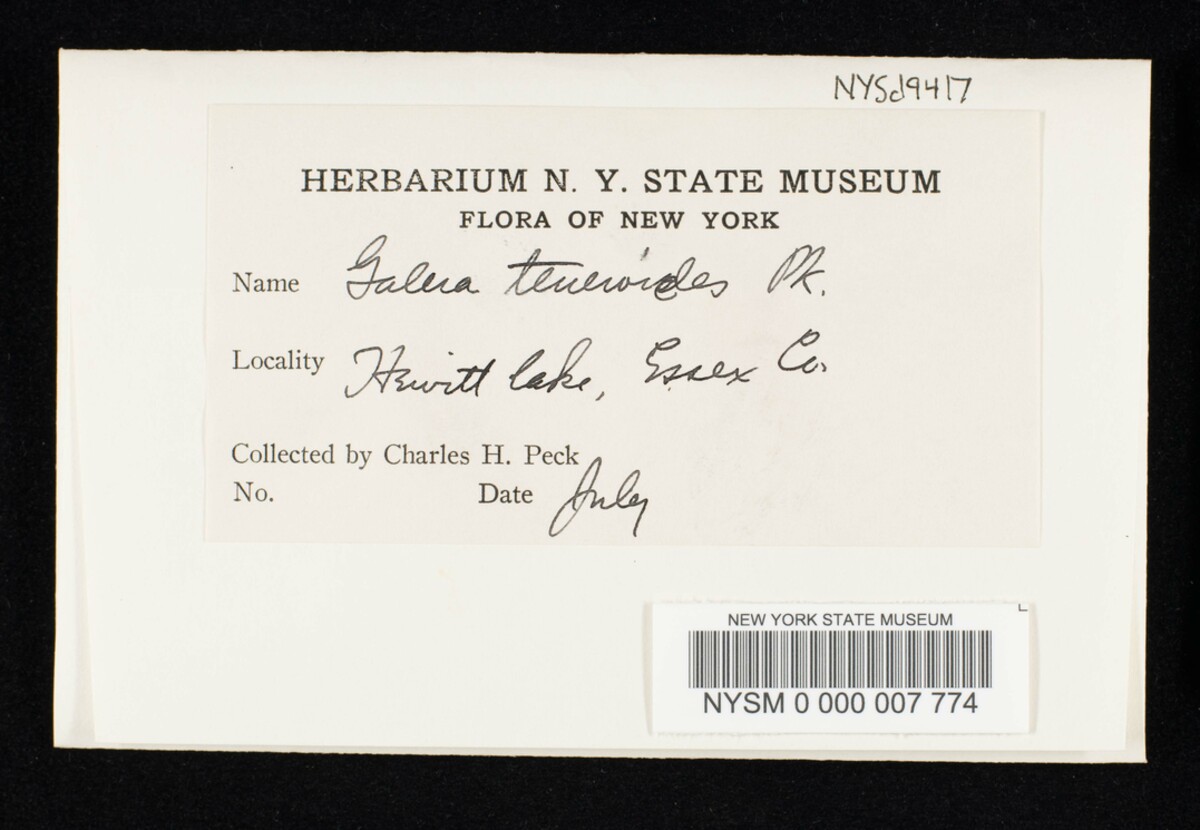 NYSd9417
HERBARIUM N. Y. STATE MUSEUM
FLORA OF NEW YORK
Name Galera teneroides Pk.
Locality Hewitt lake, Essex Co.
Collected by Charles H. Peck
No. Date July
NEW YORK STATE MUSEUM
NYSM 0 000 007 774